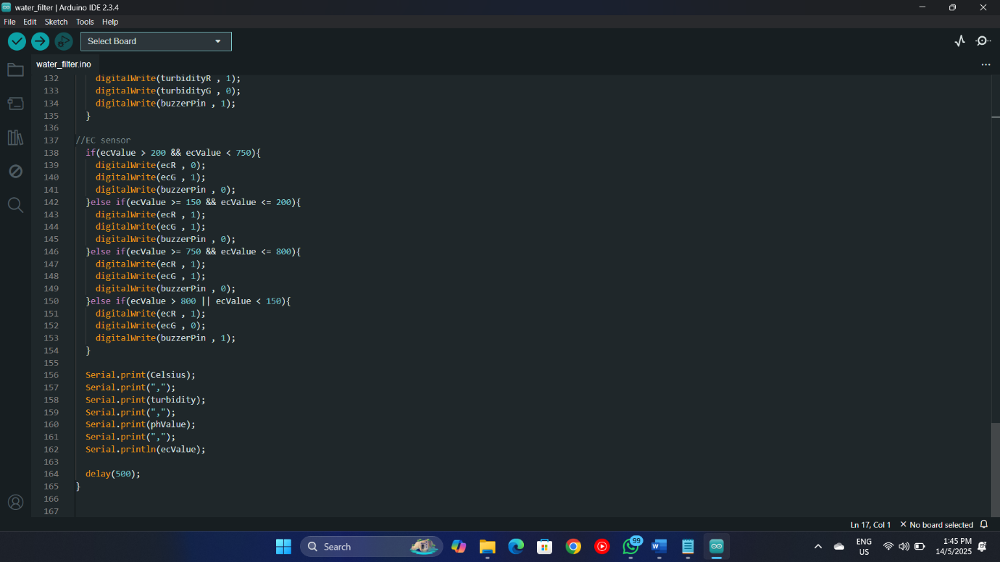 water_filter | Arduino IDE 2.3.4
File Edit Sketch Tools Help
Select Board
water_filter.ino
132 digitalWrite(turbidityR , 1);
133 digitalWrite(turbidityG , 0);
134 digitalWrite(buzzerPin , 1);
135 }
136
137 //EC sensor
138 if(ecValue > 200 && ecValue < 750){
139 digitalWrite(ecR , 0);
140 digitalWrite(ecG , 1);
141 digitalWrite(buzzerPin , 0);
142 }else if(ecValue >= 150 && ecValue <= 200){
143 digitalWrite(ecR , 1);
144 digitalWrite(ecG , 1);
145 digitalWrite(buzzerPin , 0);
146 }else if(ecValue >= 750 && ecValue <= 800){
147 digitalWrite(ecR , 1);
148 digitalWrite(ecG , 1);
149 digitalWrite(buzzerPin , 0);
150 }else if(ecValue > 800 || ecValue < 150){
151 digitalWrite(ecR , 1);
152 digitalWrite(ecG , 0);
153 digitalWrite(buzzerPin , 1);
154 }
155
156 Serial.print(Celsius);
157 Serial.print(",");
158 Serial.print(turbidity);
159 Serial.print(",");
160 Serial.print(phValue);
161 Serial.print(",");
162 Serial.println(ecValue);
163
164 delay(500);
165 }
166
167
Ln 17, Col 1 × No board selected
Search
99
ENG
US
1:45 PM
14/5/2025